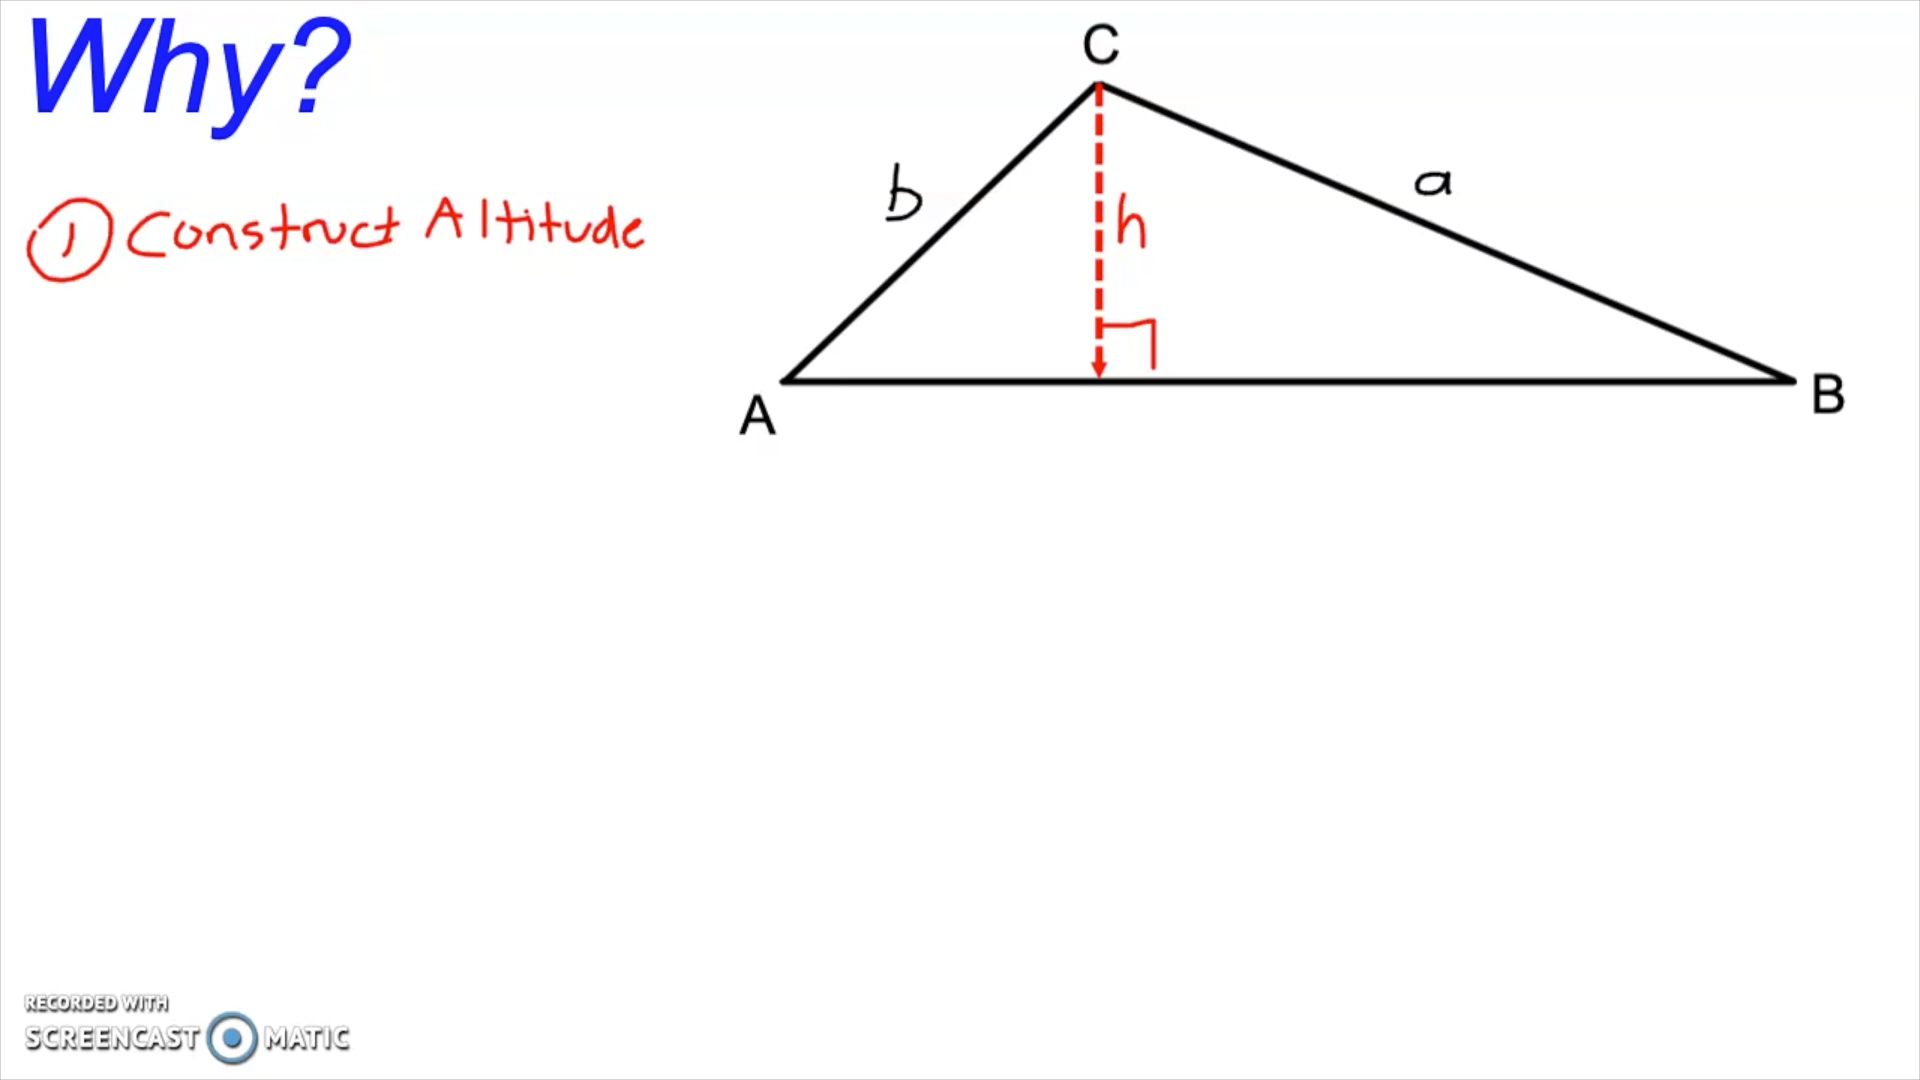 Why?
C
b
a
① Construct Altitude
h
A
B
RECORDED WITH
SCREENCAST MATIC